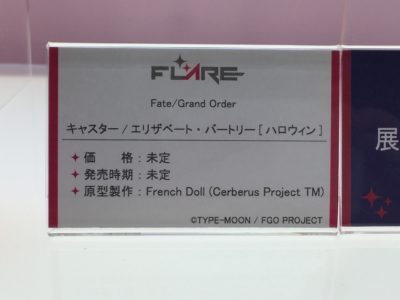 FLARE
Fate/Grand Order
キャスター / エリザベート・バートリー [ ハロウィン ]
価　　格：未定
発売時期：未定
原型製作：French Doll (Cerberus Project TM)
©TYPE-MOON / FGO PROJECT
展